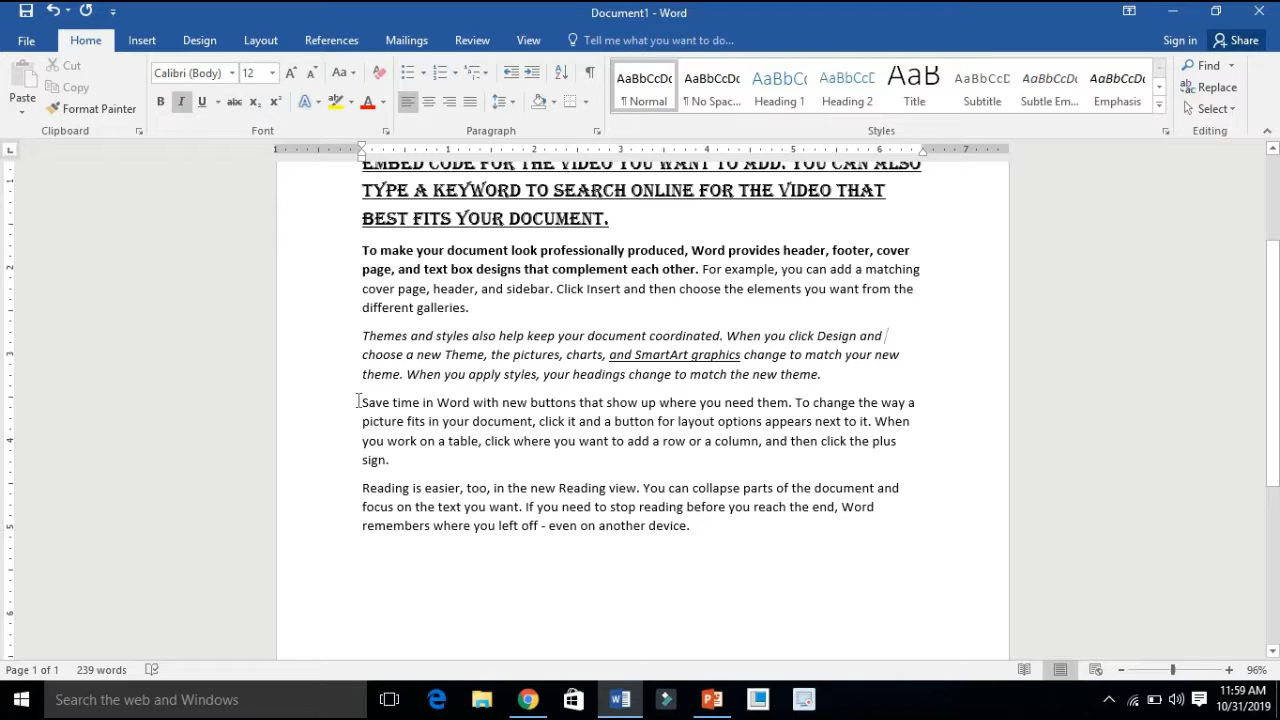 Document1 - Word
File Home Insert Design Layout References Mailings Review View Tell me what you want to do... Sign in Share
Paste Cut Copy Format Painter
Calibri (Body) 12 Aa
AaBbCcDc AaBbCcDc AaBbC( AaBbCcD AaB AaBbCcD AaBbCcDc AaBbCcDc
¶ Normal ¶ No Spac... Heading 1 Heading 2 Title Subtitle Subtle Em... Emphasis
Find Replace Select
Clipboard Font Paragraph Styles Editing
1 1 2 3 4 5 6 7
EMBED CODE FOR THE VIDEO YOU WANT TO ADD. YOU CAN ALSO
TYPE A KEYWORD TO SEARCH ONLINE FOR THE VIDEO THAT
BEST FITS YOUR DOCUMENT.
To make your document look professionally produced, Word provides header, footer, cover
page, and text box designs that complement each other. For example, you can add a matching
cover page, header, and sidebar. Click Insert and then choose the elements you want from the
different galleries.
Themes and styles also help keep your document coordinated. When you click Design and
choose a new Theme, the pictures, charts, and SmartArt graphics change to match your new
theme. When you apply styles, your headings change to match the new theme.
Save time in Word with new buttons that show up where you need them. To change the way a
picture fits in your document, click it and a button for layout options appears next to it. When
you work on a table, click where you want to add a row or a column, and then click the plus
sign.
Reading is easier, too, in the new Reading view. You can collapse parts of the document and
focus on the text you want. If you need to stop reading before you reach the end, Word
remembers where you left off - even on another device.
Page 1 of 1 239 words 96%
Search the web and Windows
11:59 AM
10/31/2019